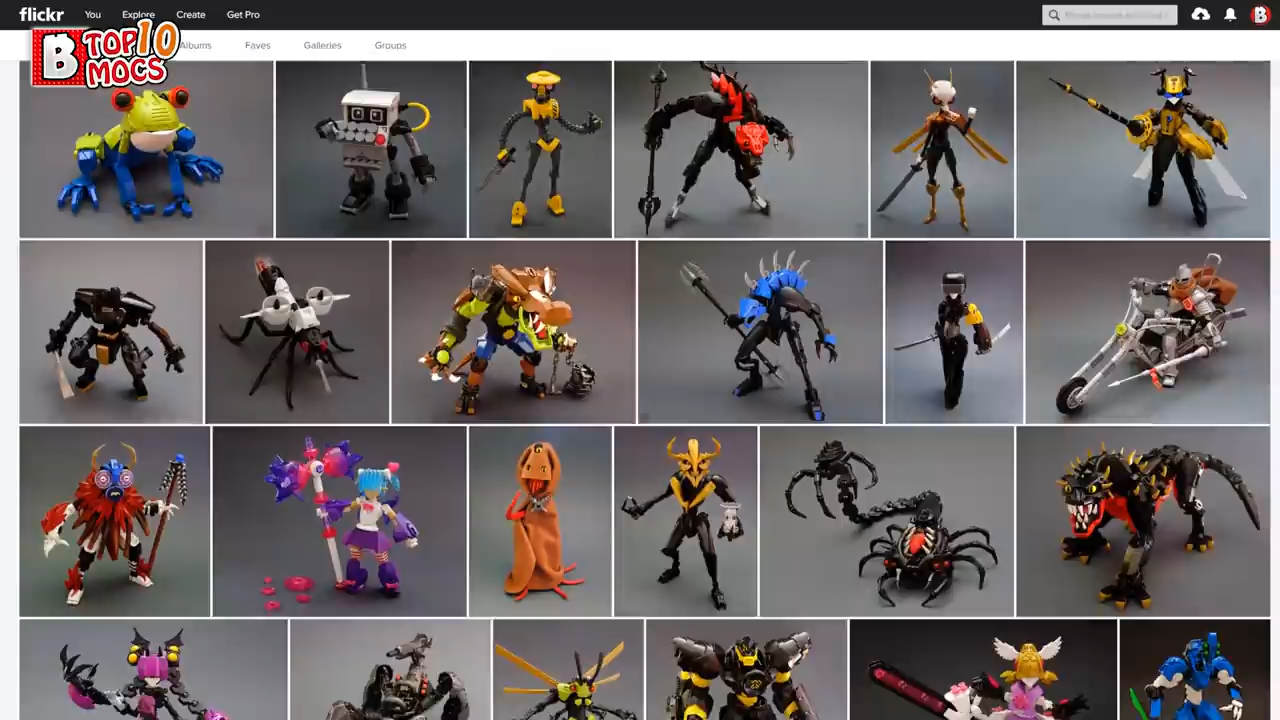 flickr You Explore Create Get Pro
B TOP 10 MOCS
Albums Faves Galleries Groups
B